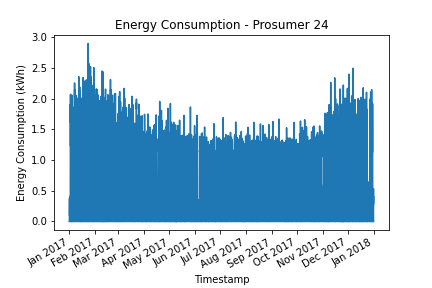 Energy Consumption - Prosumer 24
Energy Consumption (kWh)
3.0
2.5
2.0
1.5
1.0
0.5
0.0
Jan 2017
Feb 2017
Mar 2017
Apr 2017
May 2017
Jun 2017
Jul 2017
Aug 2017
Sep 2017
Oct 2017
Nov 2017
Dec 2017
Jan 2018
Timestamp